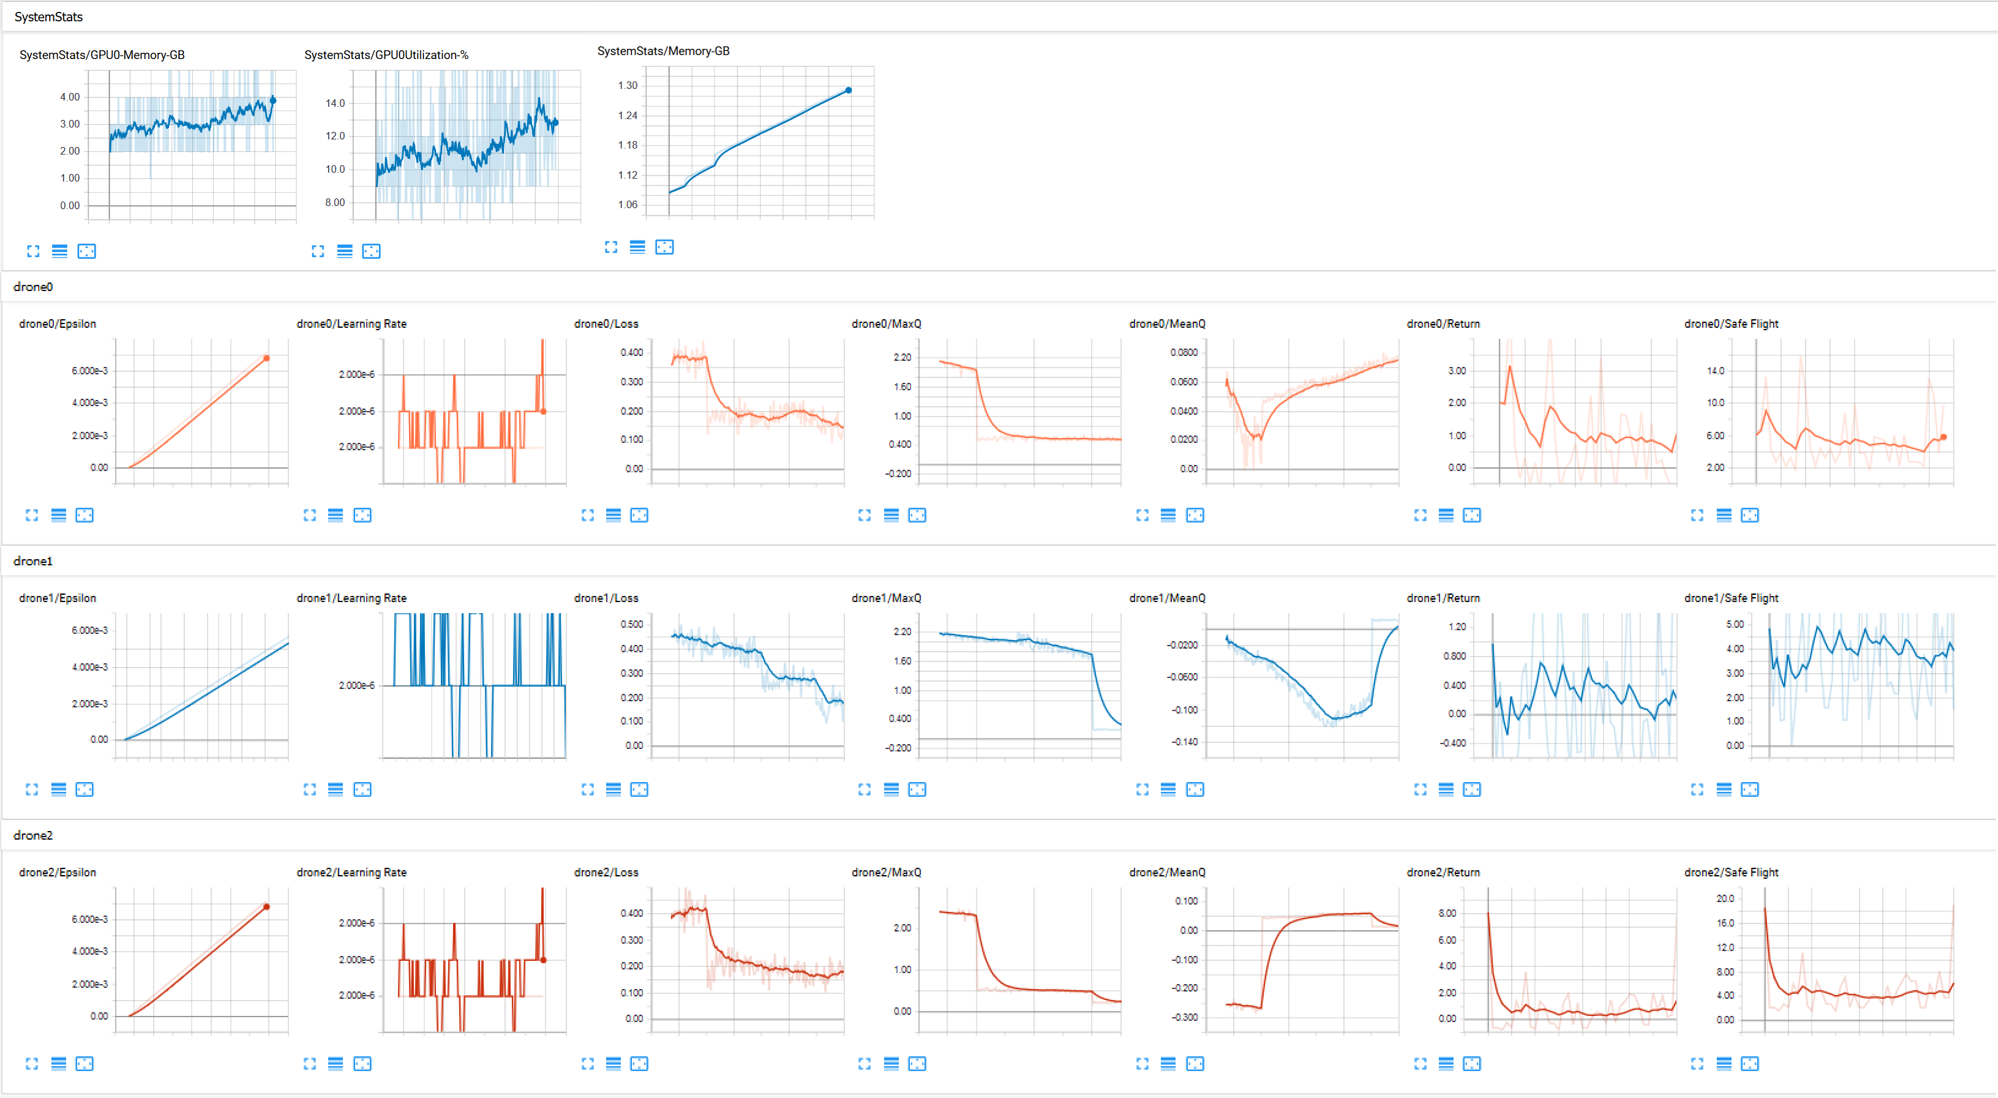 SystemStats
SystemStats/GPU0-Memory-GB
4.00
3.00
2.00
1.00
0.00
SystemStats/GPU0Utilization-%
14.0
12.0
10.0
8.00
SystemStats/Memory-GB
1.30
1.24
1.18
1.12
1.06
drone0
drone0/Epsilon
6.000e-3
4.000e-3
2.000e-3
0.00
drone0/Learning Rate
2.000e-6
2.000e-6
2.000e-6
drone0/Loss
0.400
0.300
0.200
0.100
0.00
drone0/MaxQ
2.20
1.60
1.00
0.400
-0.200
drone0/MeanQ
0.0800
0.0600
0.0400
0.0200
0.00
drone0/Return
3.00
2.00
1.00
0.00
drone0/Safe Flight
14.0
10.0
6.00
2.00
drone1
drone1/Epsilon
6.000e-3
4.000e-3
2.000e-3
0.00
drone1/Learning Rate
2.000e-6
drone1/Loss
0.500
0.400
0.300
0.200
0.100
0.00
drone1/MaxQ
2.20
1.60
1.00
0.400
-0.200
drone1/MeanQ
-0.0200
-0.0600
-0.100
-0.140
drone1/Return
1.20
0.800
0.400
0.00
-0.400
drone1/Safe Flight
5.00
4.00
3.00
2.00
1.00
0.00
drone2
drone2/Epsilon
6.000e-3
4.000e-3
2.000e-3
0.00
drone2/Learning Rate
2.000e-6
2.000e-6
2.000e-6
drone2/Loss
0.400
0.300
0.200
0.100
0.00
drone2/MaxQ
2.00
1.00
0.00
drone2/MeanQ
0.100
0.00
-0.100
-0.200
-0.300
drone2/Return
8.00
6.00
4.00
2.00
0.00
drone2/Safe Flight
20.0
16.0
12.0
8.00
4.00
0.00